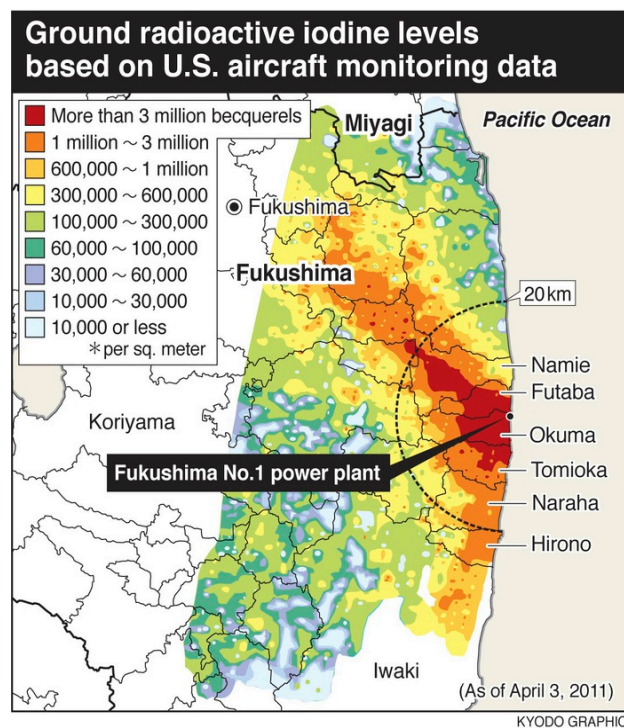 Ground radioactive iodine levels
based on U.S. aircraft monitoring data
More than 3 million becquerels
1 million ~ 3 million
600,000 ~ 1 million
300,000 ~ 600,000
100,000 ~ 300,000
60,000 ~ 100,000
30,000 ~ 60,000
10,000 ~ 30,000
10,000 or less
*per sq. meter
Miyagi
Pacific Ocean
Fukushima
Fukushima
20km
Namie
Futaba
Koriyama
Okuma
Fukushima No.1 power plant
Tomioka
Naraha
Hirono
Iwaki
(As of April 3, 2011)
KYODO GRAPHIC